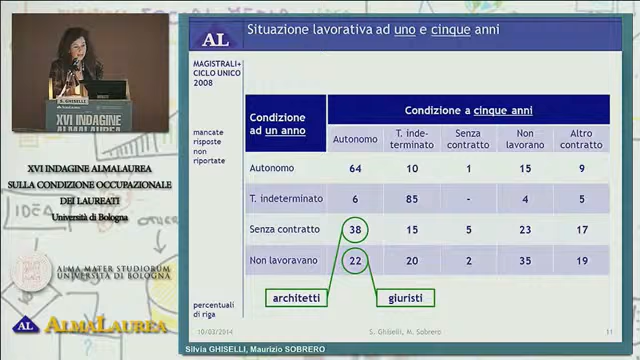 AL
Situazione lavorativa ad uno e cinque anni
MAGISTRALI+
CICLO UNICO
2008
mancate
risposte
non
riportate
percentuali
di riga
Condizione
ad un anno
Condizione a cinque anni
Autonomo
T. inde-
terminato
Senza
contratto
Non
lavorano
Altro
contratto
Autonomo 64 10 1 15 9
T. indeterminato 6 85 - 4 5
Senza contratto 38 15 5 23 17
Non lavoravano 22 20 2 35 19
architetti
giuristi
10/03/2014
S. Ghiselli, M. Sobrero
11
S. GHISELLI
XVI INDAGINE
ALMALAUREA
XVI INDAGINE ALMALAUREA
SULLA CONDIZIONE OCCUPAZIONALE
DEI LAUREATI
Università di Bologna
IDEA
ALMA MATER STUDIORUM
UNIVERSITÀ DI BOLOGNA
AL ALMALAUREA
Silvia GHISELLI, Maurizio SOBRERO